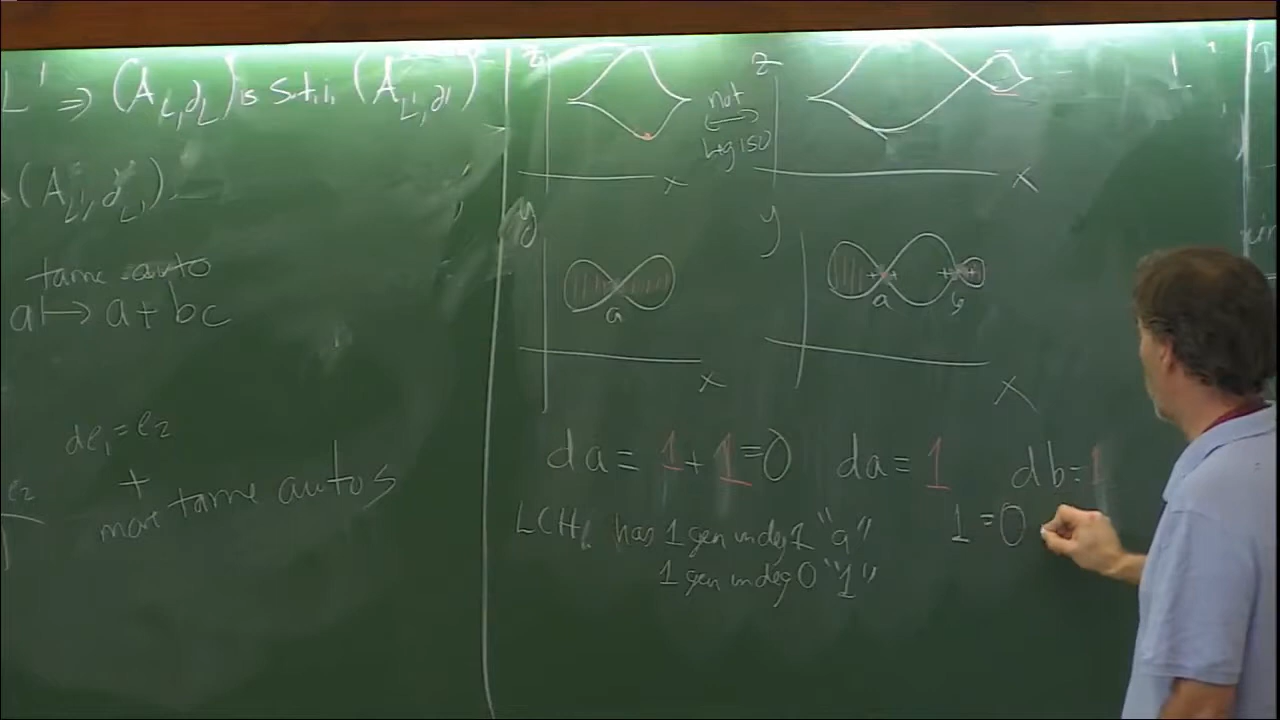 L' ⇒ (A_L, ∂_L) is s.t.i. (A_L', ∂')
(A_L', ∂_L')
tame auto
a ↦ a + bc
de₁ = e₂
+
more tame autos
e₂
z
x
not
Leg iso
z
x
y
a
x
y
a
b
x
da = 1 + 1 = 0
da = 1
db = 1
LCH has 1 gen in deg 1 "a"
1 gen in deg 0 "1"
1 = 0